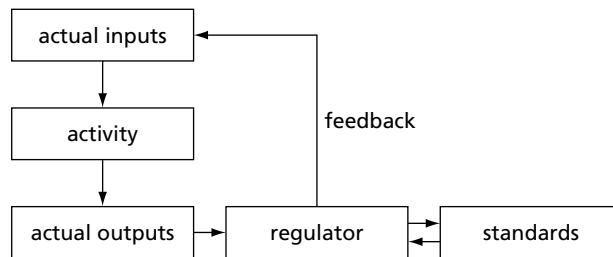 actual inputs
feedback
activity
actual outputs
regulator
standards